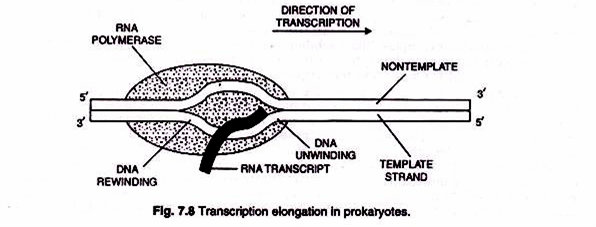 DIRECTION OF
TRANSCRIPTION
RNA
POLYMERASE
NONTEMPLATE
5′
3′
3′
5′
DNA
UNWINDING
TEMPLATE
STRAND
DNA
REWINDING
RNA TRANSCRIPT
Fig. 7.8 Transcription elongation in prokaryotes.